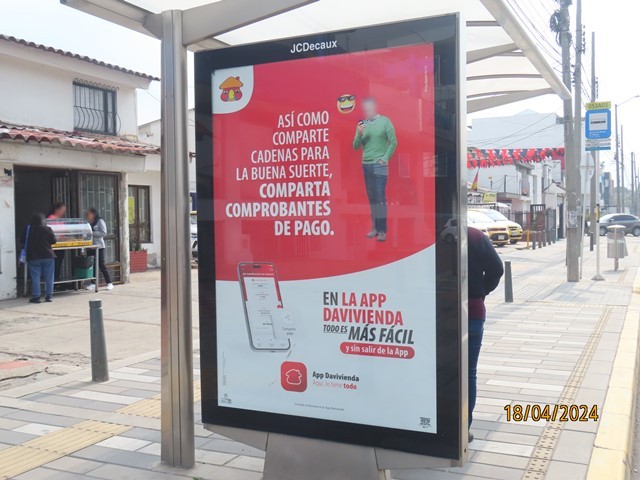 JCDecaux
ASÍ COMO
COMPARTE
CADENAS PARA
LA BUENA SUERTE,
COMPARTA
COMPROBANTES
DE PAGO.
EN LA APP
DAVIVIENDA
TODO ES MÁS FÁCIL
y sin salir de la App
App Davivienda
Aquí, lo tiene todo
18/04/2024